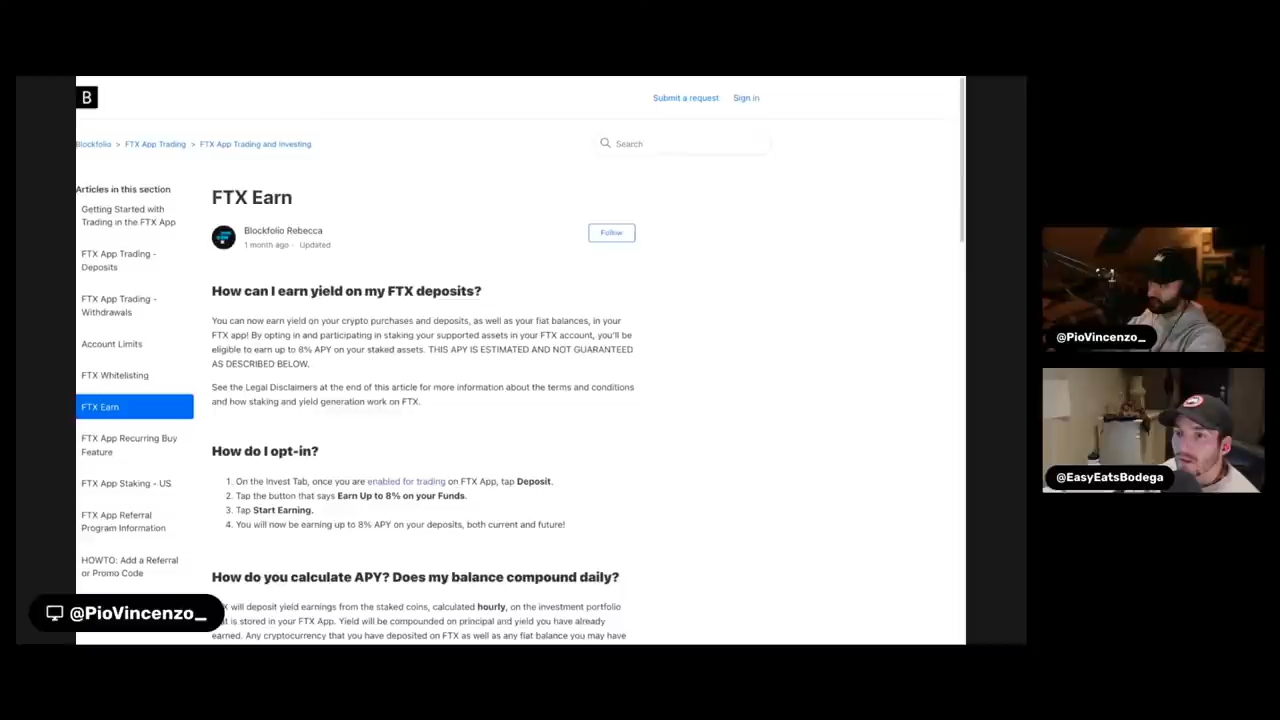 B
Submit a request
Sign in
Blockfolio > FTX App Trading > FTX App Trading and Investing
Search
Articles in this section
Getting Started with
Trading in the FTX App
FTX App Trading -
Deposits
FTX App Trading -
Withdrawals
Account Limits
FTX Whitelisting
FTX Earn
FTX App Recurring Buy
Feature
FTX App Staking - US
FTX App Referral
Program Information
HOWTO: Add a Referral
or Promo Code
FTX Earn
Blockfolio Rebecca
1 month ago · Updated
Follow
How can I earn yield on my FTX deposits?
You can now earn yield on your crypto purchases and deposits, as well as your fiat balances, in your
FTX app! By opting in and participating in staking your supported assets in your FTX account, you'll be
eligible to earn up to 8% APY on your staked assets. THIS APY IS ESTIMATED AND NOT GUARANTEED
AS DESCRIBED BELOW.
See the Legal Disclaimers at the end of this article for more information about the terms and conditions
and how staking and yield generation work on FTX.
How do I opt-in?
1. On the Invest Tab, once you are enabled for trading on FTX App, tap Deposit.
2. Tap the button that says Earn Up to 8% on your Funds.
3. Tap Start Earning.
4. You will now be earning up to 8% APY on your deposits, both current and future!
How do you calculate APY? Does my balance compound daily?
will deposit yield earnings from the staked coins, calculated hourly, on the investment portfolio
is stored in your FTX App. Yield will be compounded on principal and yield you have already
earned. Any cryptocurrency that you have deposited on FTX as well as any fiat balance you may have
@PioVincenzo_
@PioVincenzo_
@EasyEatsBodega